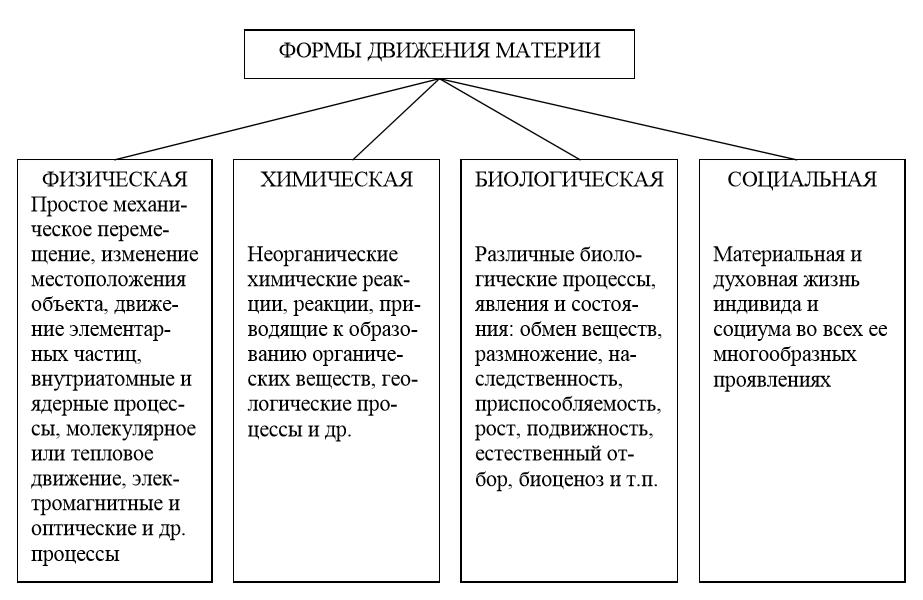 ФОРМЫ ДВИЖЕНИЯ МАТЕРИИ
ФИЗИЧЕСКАЯ
Простое механи-
ческое переме-
щение, изменение
местоположения
объекта, движе-
ние элементар-
ных частиц,
внутриатомные и
ядерные процес-
сы, молекулярное
или тепловое
движение, элек-
тромагнитные и
оптические и др.
процессы
ХИМИЧЕСКАЯ
Неорганические
химические реак-
ции, реакции, при-
водящие к образо-
ванию органиче-
ских веществ, гео-
логические про-
цессы и др.
БИОЛОГИЧЕСКАЯ
Различные биоло-
гические процессы,
явления и состоя-
ния: обмен веществ,
размножение, на-
следственность,
приспособляемость,
рост, подвижность,
естественный от-
бор, биоценоз и т.п.
СОЦИАЛЬНАЯ
Материальная и
духовная жизнь
индивида и
социума во всех ее
многообразных
проявлениях